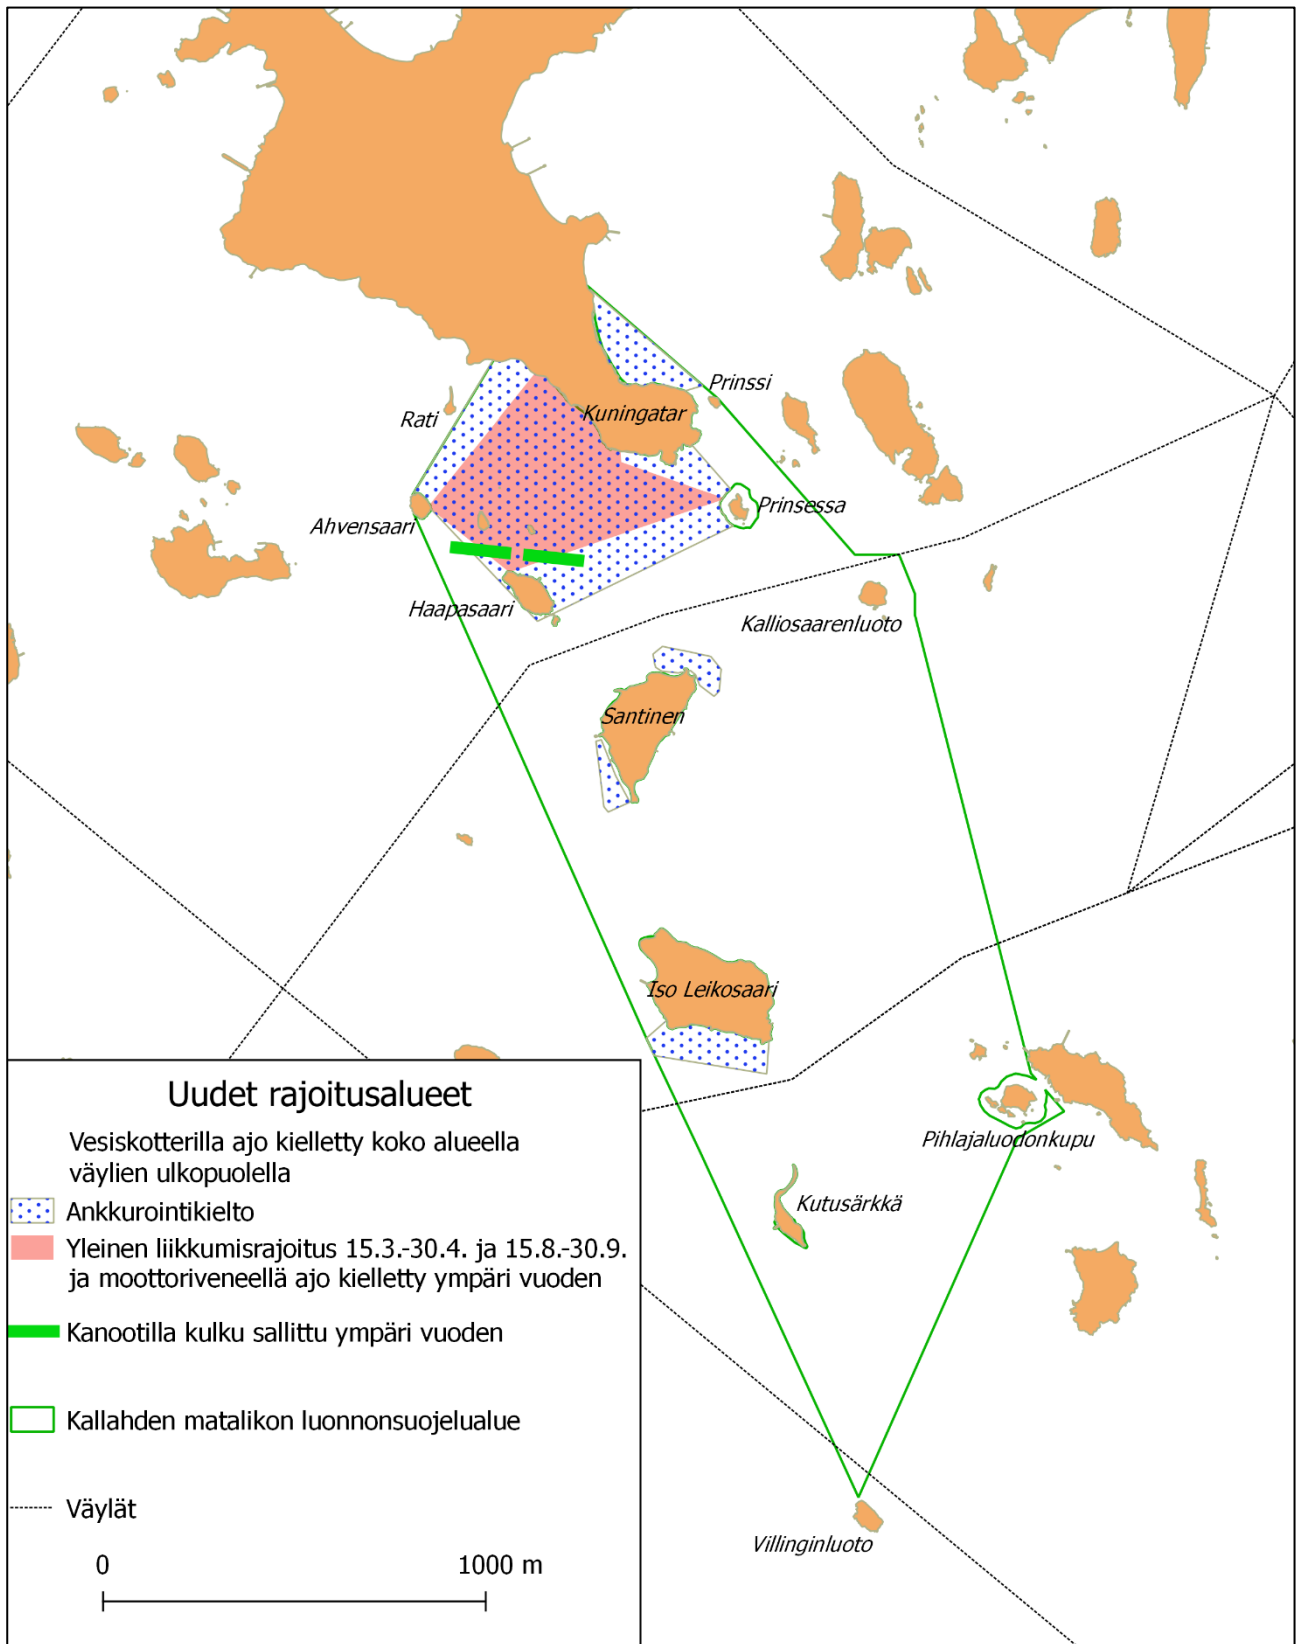 Prinssi
Kuningatar
Rati
Prinsessa
Ahvensaari
Haapasaari
Kalliosaarenluoto
Santinen
Iso Leikosaari
Pihlajaluodonkupu
Kutusärkkä
Villinginluoto
Uudet rajoitusalueet
Vesiskotterilla ajo kielletty koko alueella
väylien ulkopuolella
Ankkurointikielto
Yleinen liikkumisrajoitus 15.3.-30.4. ja 15.8.-30.9.
ja moottoriveneellä ajo kielletty ympäri vuoden
Kanootilla kulku sallittu ympäri vuoden
Kallahden matalikon luonnonsuojelualue
Väylät
0 1000 m